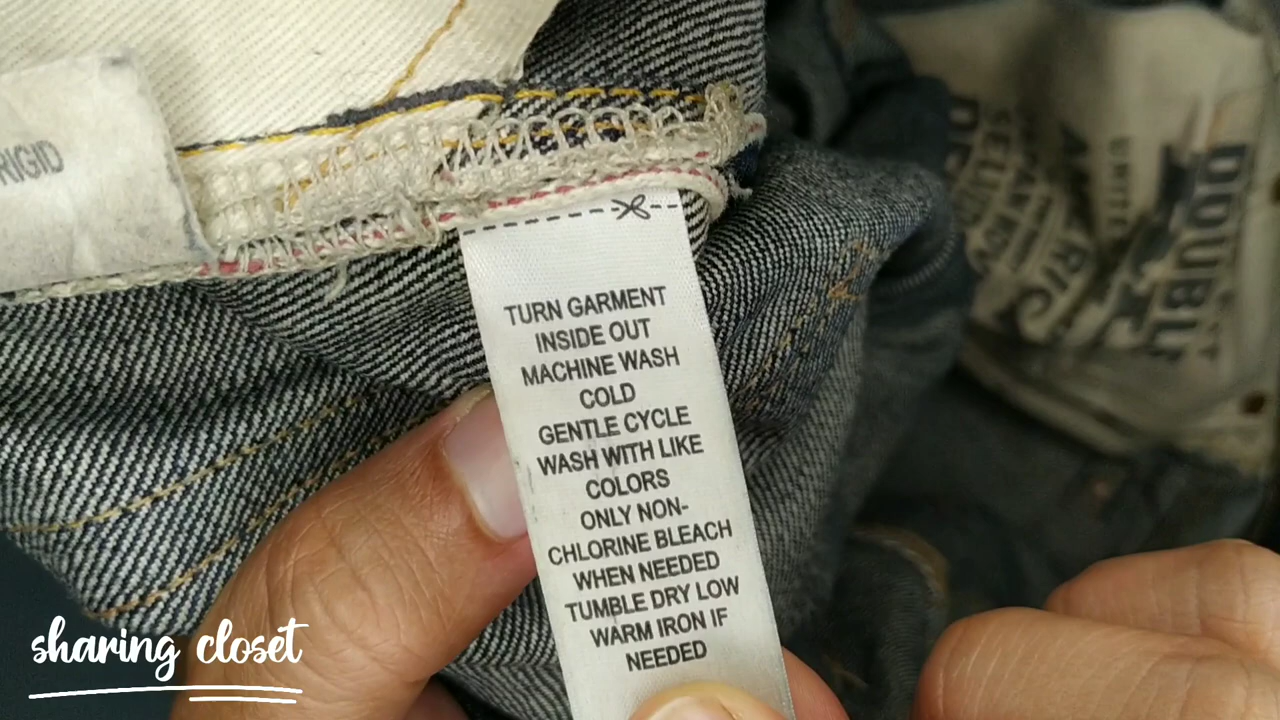 RIGID
TURN GARMENT
INSIDE OUT
MACHINE WASH
COLD
GENTLE CYCLE
WASH WITH LIKE
COLORS
ONLY NON-
CHLORINE BLEACH
WHEN NEEDED
TUMBLE DRY LOW
WARM IRON IF
NEEDED
sharing closet